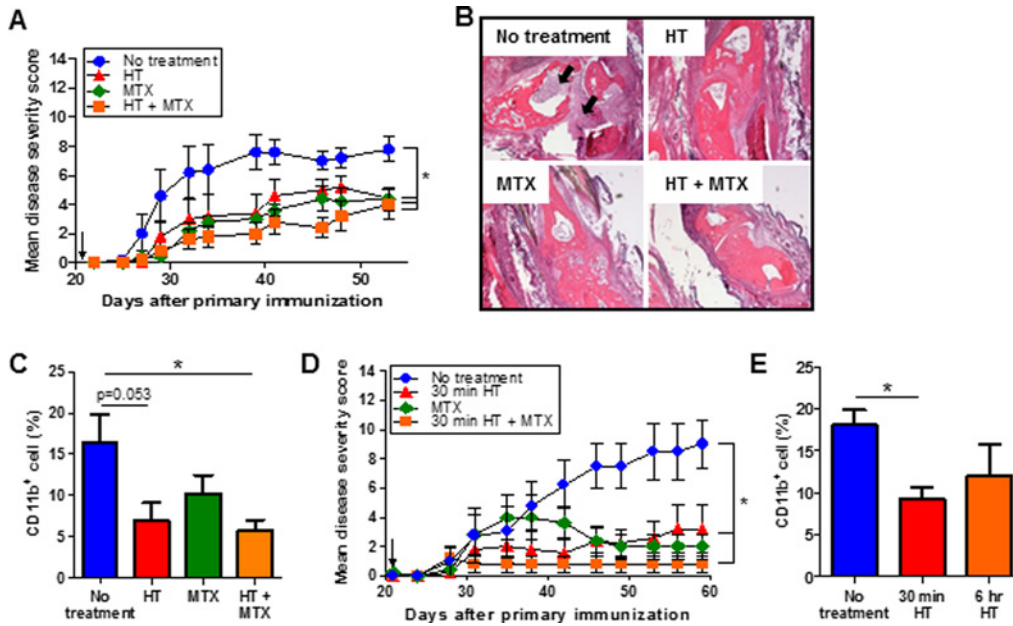 A
Mean disease severity score
14
12
10
8
6
4
2
0
No treatment
HT
MTX
HT + MTX
*
20
30
40
50
Days after primary immunization
B
No treatment
HT
MTX
HT + MTX
C
CD11b+ cell (%)
25
20
15
10
5
0
*
p=0.053
No treatment
HT
MTX
HT + MTX
D
Mean disease severity score
14
12
10
8
6
4
2
0
No treatment
30 min HT
MTX
30 min HT + MTX
*
20
30
40
50
60
Days after primary immunization
E
CD11b+ cell (%)
25
20
15
10
5
0
*
No treatment
30 min HT
6 hr HT